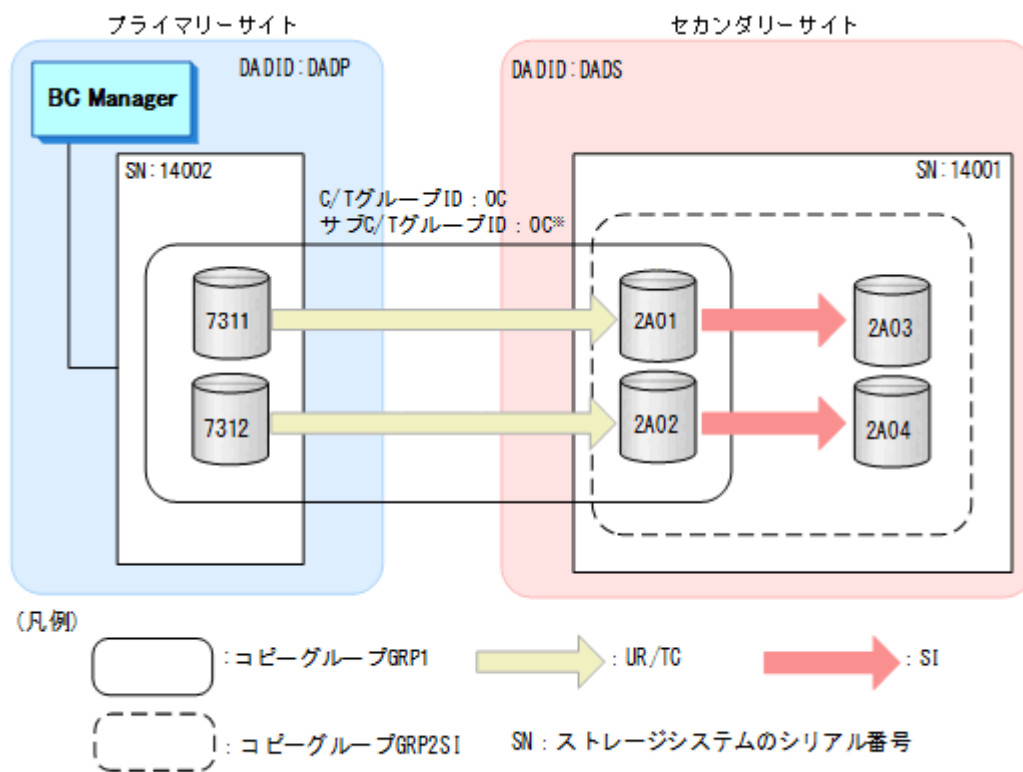 プライマリーサイト
セカンダリーサイト
DADID:DADP
DADID:DADS
BC Manager
SN:14002
SN:14001
C/TグループID:0C
サブC/TグループID:0C※
7311
2A01
2A03
7312
2A02
2A04
(凡例)
:コピーグループGRP1
:UR/TC
:SI
:コピーグループGRP2SI
SN:ストレージシステムのシリアル番号